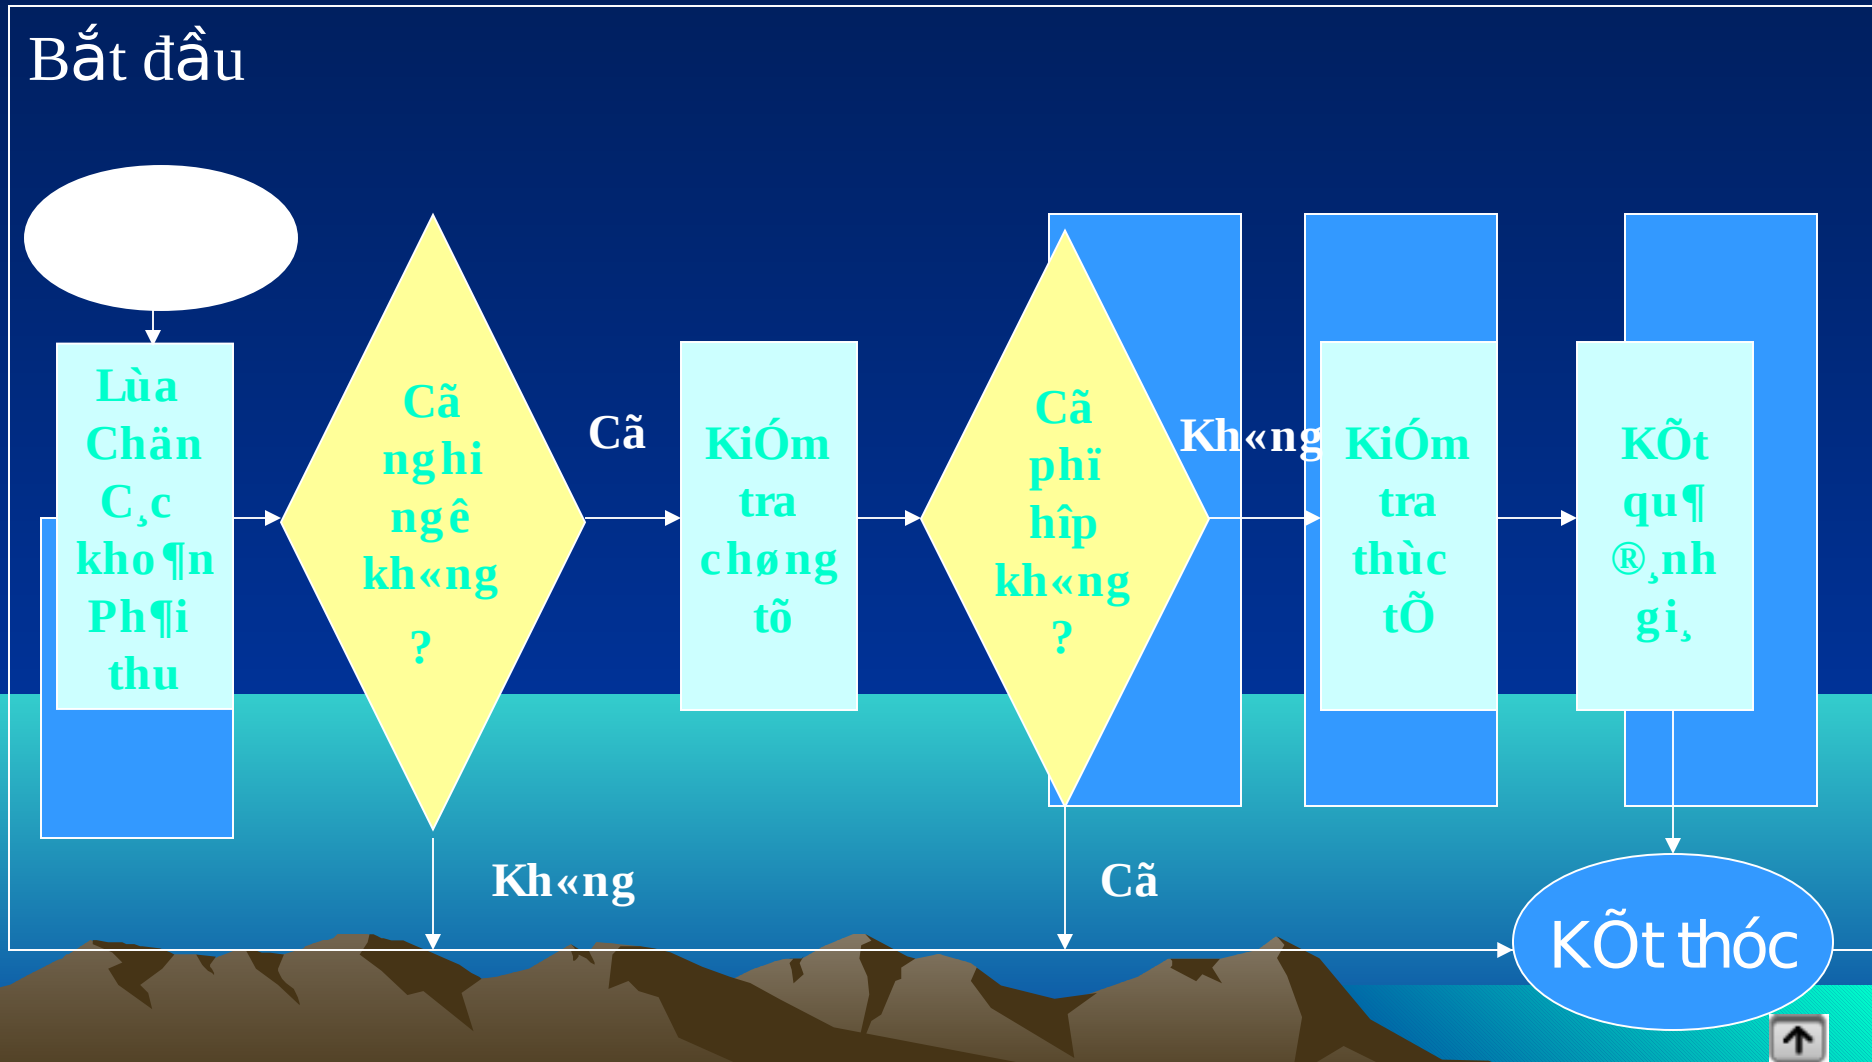 Bắt đầu
Lùa
Chän
C¸c
kho¶n
Ph¶i
thu
Cã
nghi
ngê
kh«ng
?
Cã
KiÓm
tra
chøng
tõ
Cã
phï
hîp
kh«ng
?
Kh«ng
KiÓm
tra
thùc
tÕ
KÕt
qu¶
®¸nh
gi¸
Kh«ng
Cã
KÕt thóc